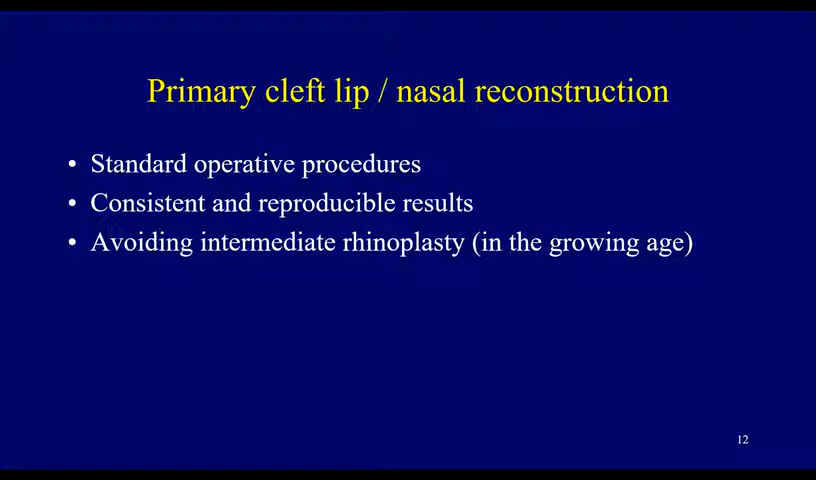 Primary cleft lip / nasal reconstruction
• Standard operative procedures
• Consistent and reproducible results
• Avoiding intermediate rhinoplasty (in the growing age)
12